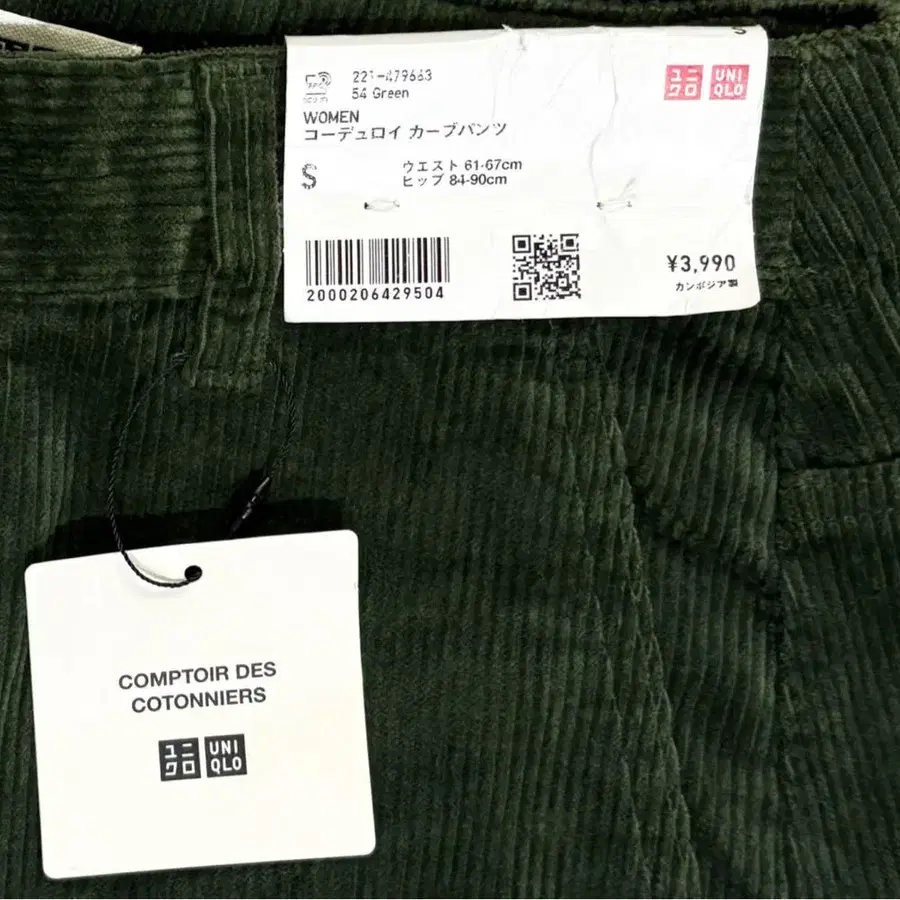 S
221-479663
54 Green
WOMEN
コーデュロイ カーブパンツ
S
ウエスト 61-67cm
ヒップ 84-90cm
ユニ
クロ
UNI
QLO
2000206429504
¥3,990
カンボジア製
COMPTOIR DES
COTONNIERS
ユニ
クロ
UNI
QLO